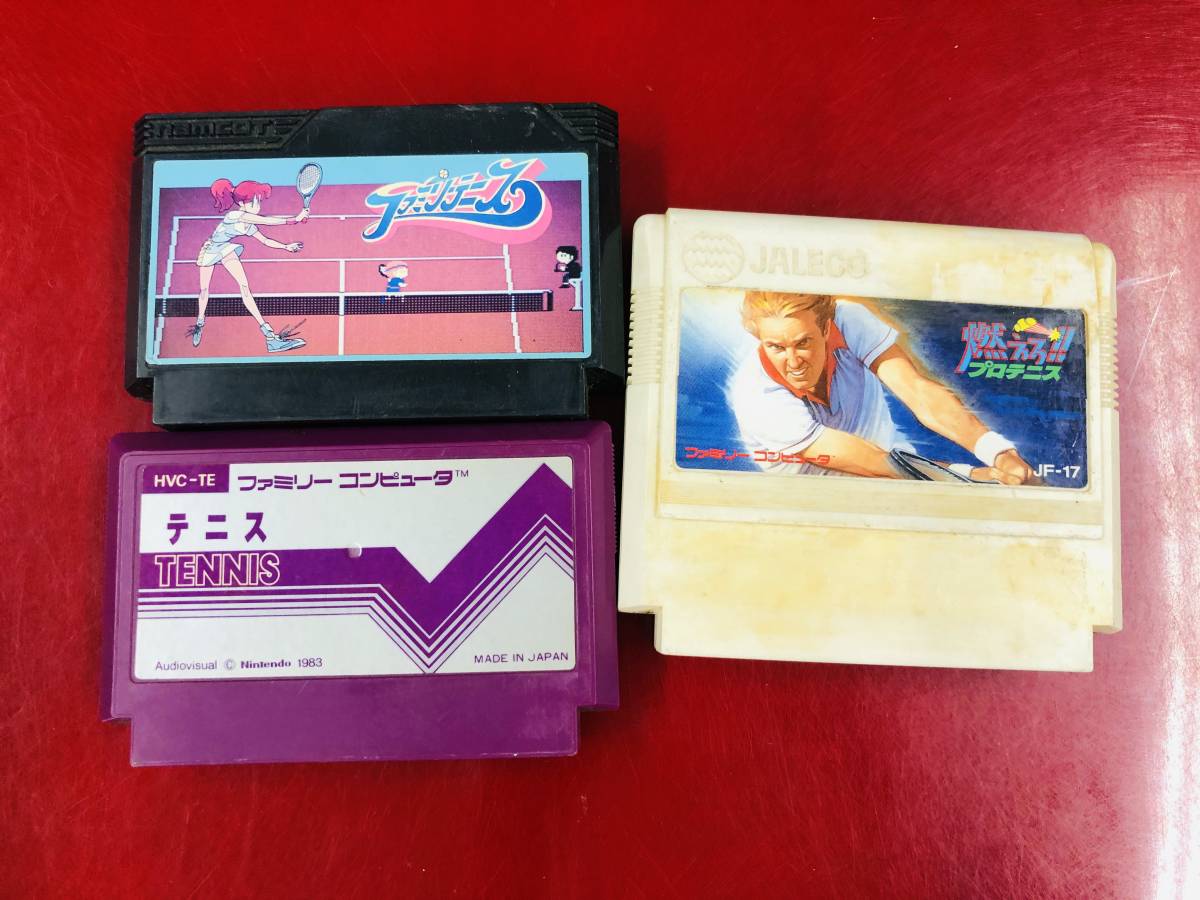 namcoT
ファミリーテニス
HVC-TE ファミリー コンピュータ™
テニス
TENNIS
Audiovisual © Nintendo 1983
MADE IN JAPAN
JALECO
燃えろ!!
プロテニス
ファミリー コンピュータ
JF-17